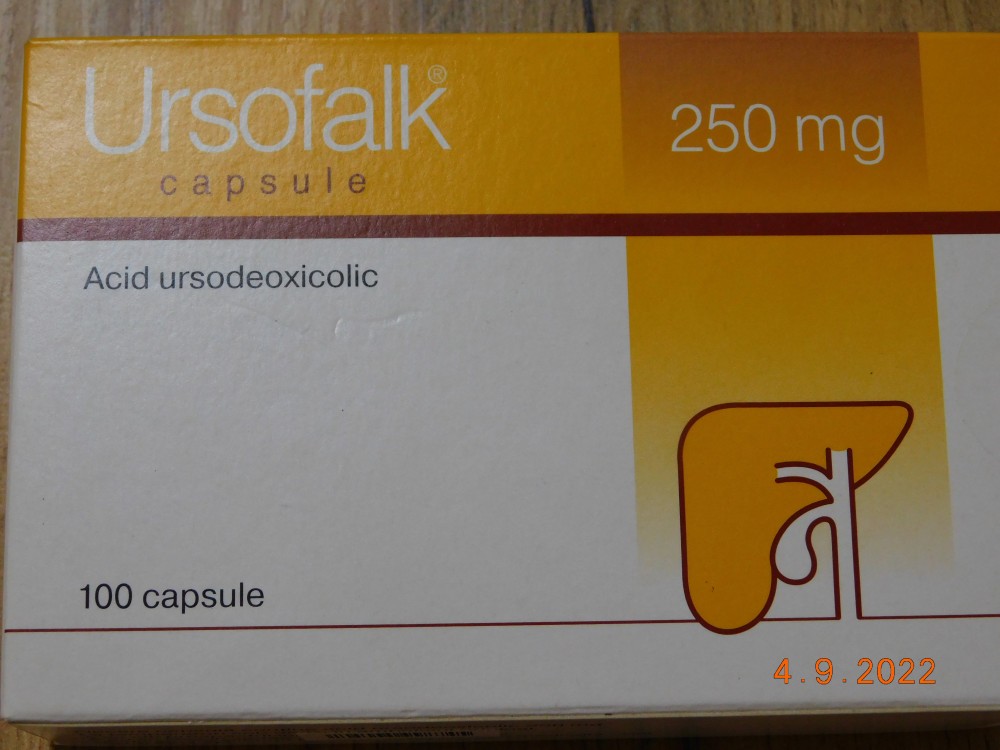 Ursofalk®
capsule
250 mg
Acid ursodeoxicolic
100 capsule
4.9.2022